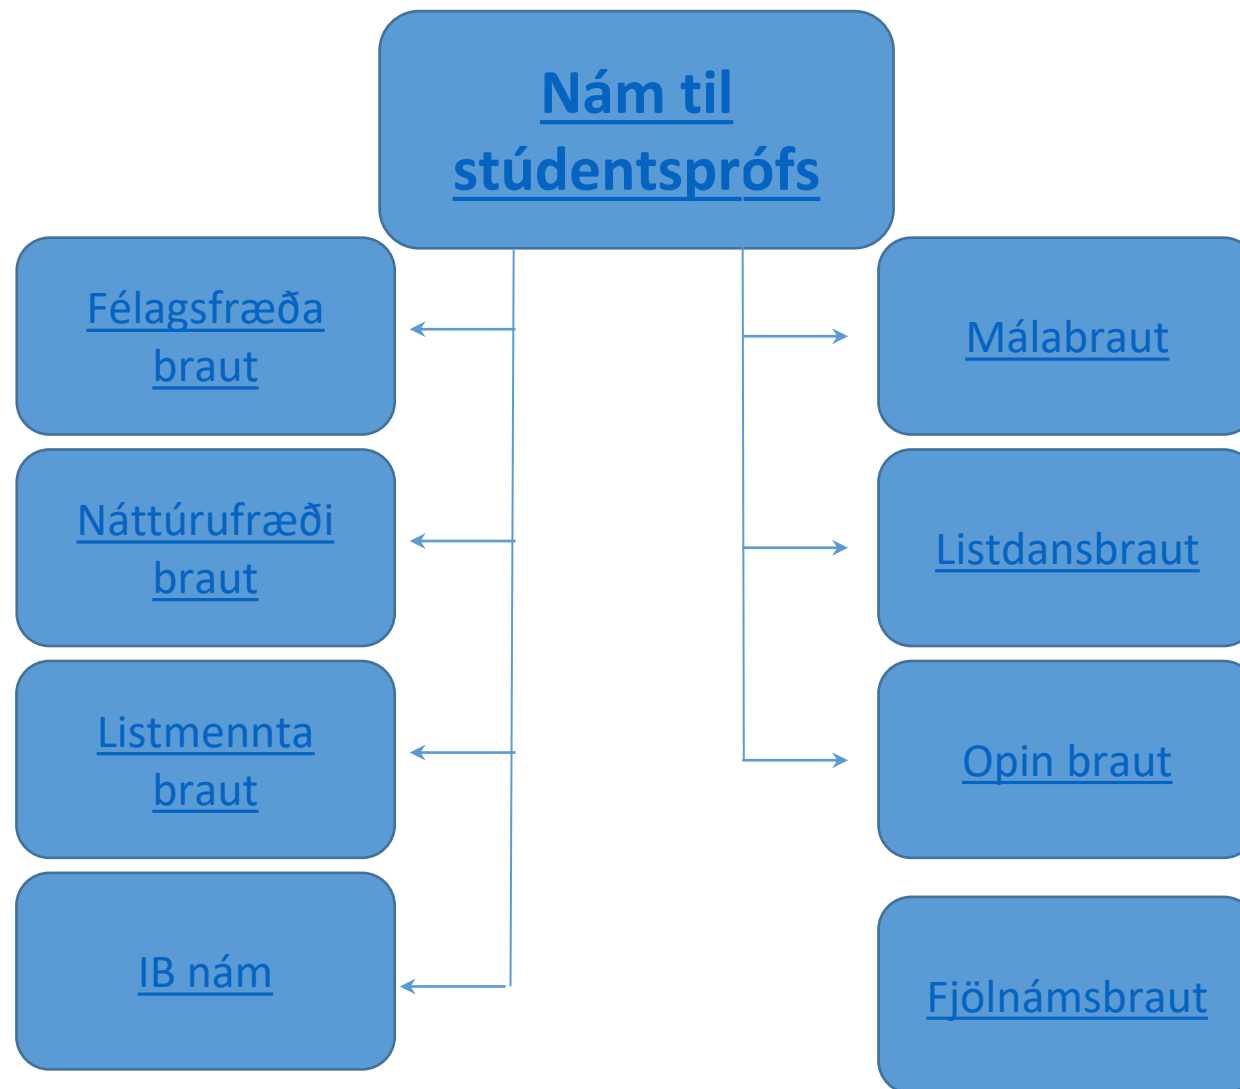 Nám til
stúdentsprófs
Félagsfræða
braut
Málabraut
Náttúrufræði
braut
Listdansbraut
Listmennta
braut
Opin braut
IB nám
Fjölnámsbraut